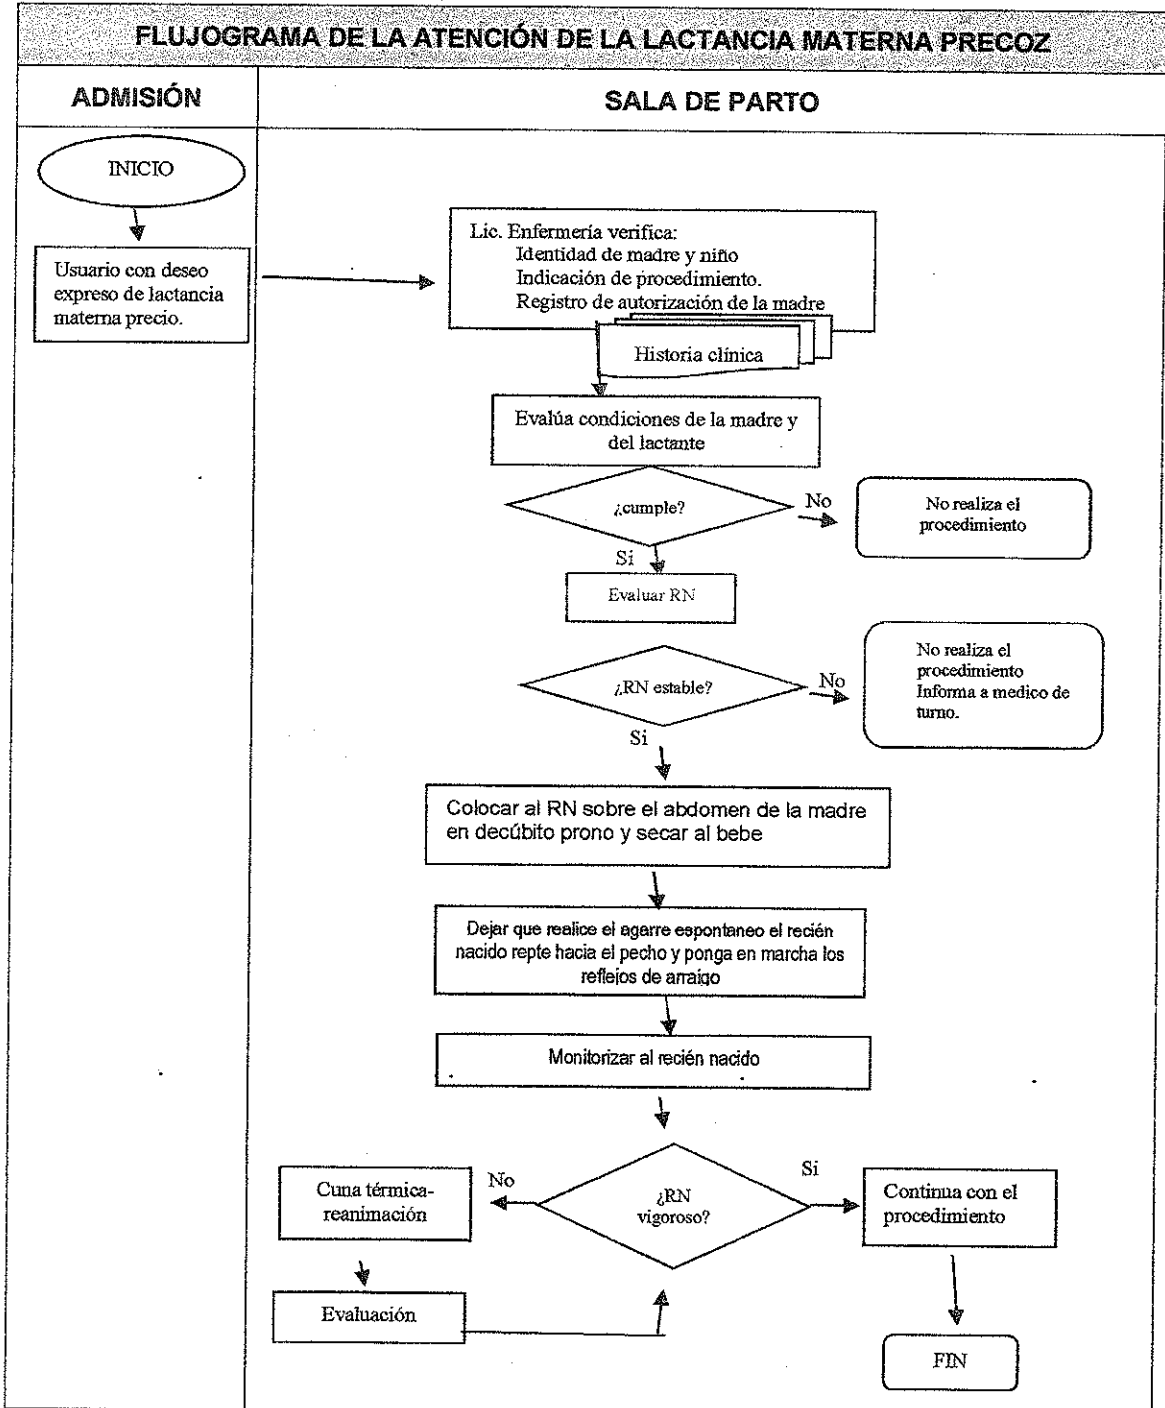 FLUJOGRAMA DE LA ATENCIÓN DE LA LACTANCIA MATERNA PRECOZ
ADMISIÓN
SALA DE PARTO
INICIO
Usuario con deseo
expreso de lactancia
materna precio.
Lic. Enfermería verifica:
Identidad de madre y niño
Indicación de procedimiento.
Registro de autorización de la madre
Historia clínica
Evalúa condiciones de la madre y
del lactante
¿cumple?
No
No realiza el
procedimiento
Si
Evaluar RN
¿RN estable?
No
No realiza el
procedimiento
Informa a medico de
turno.
Si
Colocar al RN sobre el abdomen de la madre
en decúbito prono y secar al bebe
Dejar que realice el agarre espontaneo el recién
nacido repte hacia el pecho y ponga en marcha los
reflejos de arraigo
Monitorizar al recién nacido
Cuna térmica-
reanimación
No
¿RN
vigoroso?
Si
Continua con el
procedimiento
Evaluación
FIN